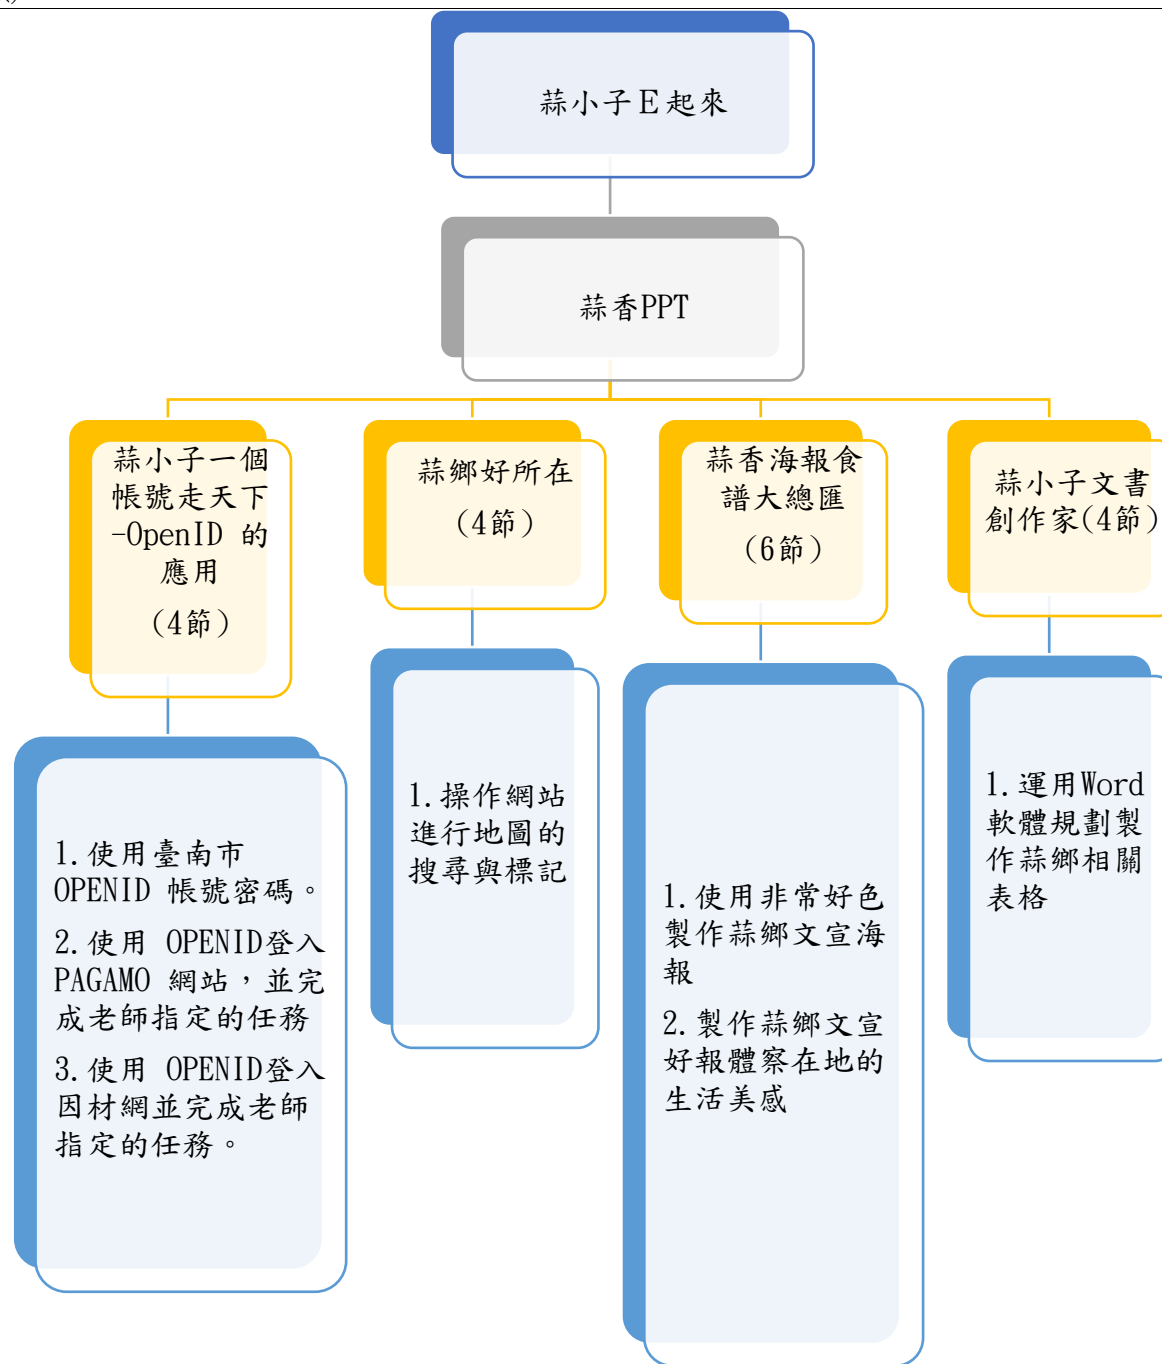 蒜小子Ｅ起來
蒜香PPT
蒜小子一個
帳號走天下
-OpenID 的
應用
(4節)
蒜鄉好所在
(4節)
蒜香海報食
譜大總匯
(6節)
蒜小子文書
創作家(4節)
1.使用臺南市
OPENID 帳號密碼。
2.使用 OPENID登入
PAGAMO 網站，並完
成老師指定的任務
3.使用 OPENID登入
因材網並完成老師
指定的任務。
1.操作網站
進行地圖的
搜尋與標記
1.使用非常好色
製作蒜鄉文宣海
報
2.製作蒜鄉文宣
好報體察在地的
生活美感
1.運用Word
軟體規劃製
作蒜鄉相關
表格